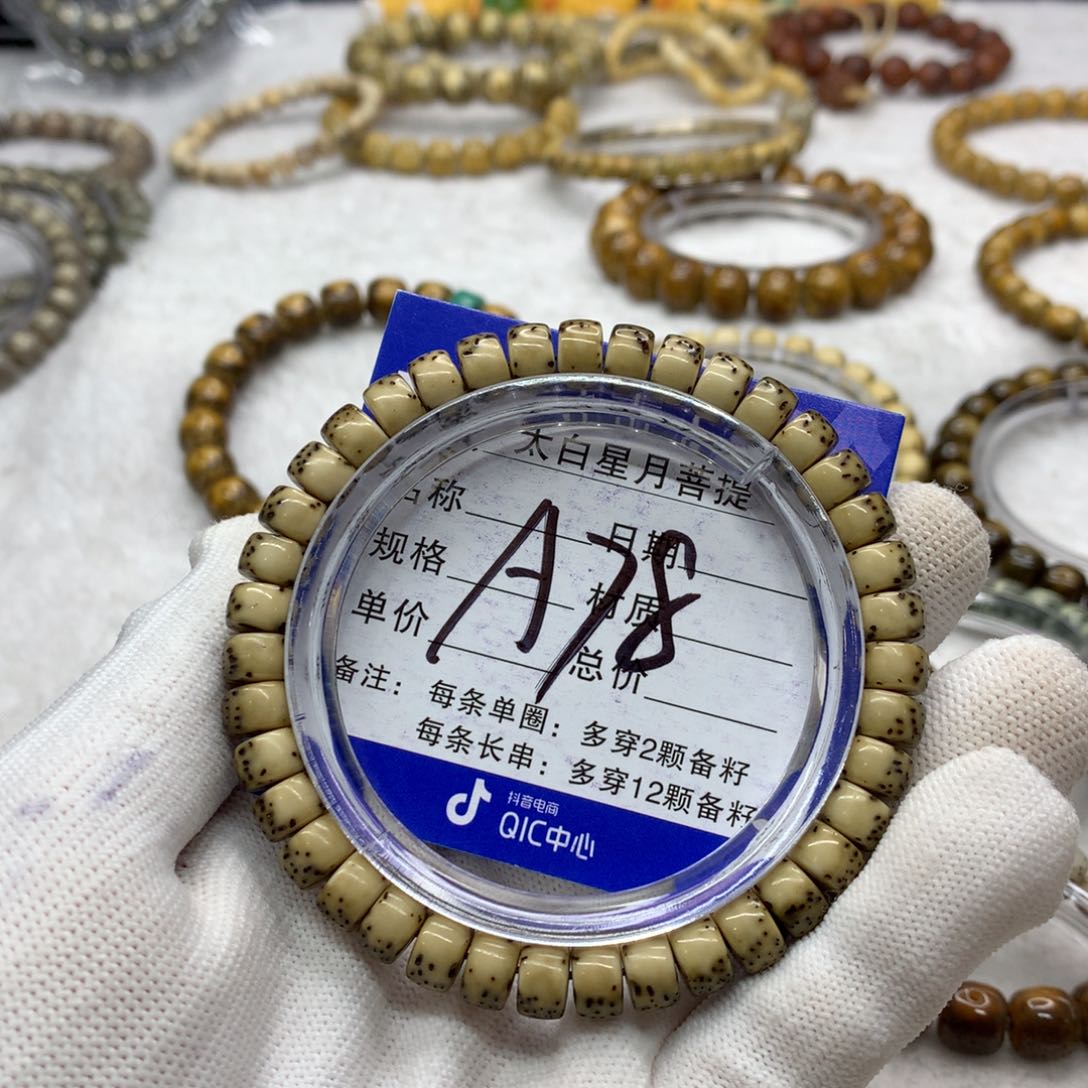 太白星月菩提
名称 日期
A78
规格 材质
单价 总价
备注： 每条单圈：多穿2颗备籽
每条长串：多穿12颗备籽
抖音电商
QIC中心